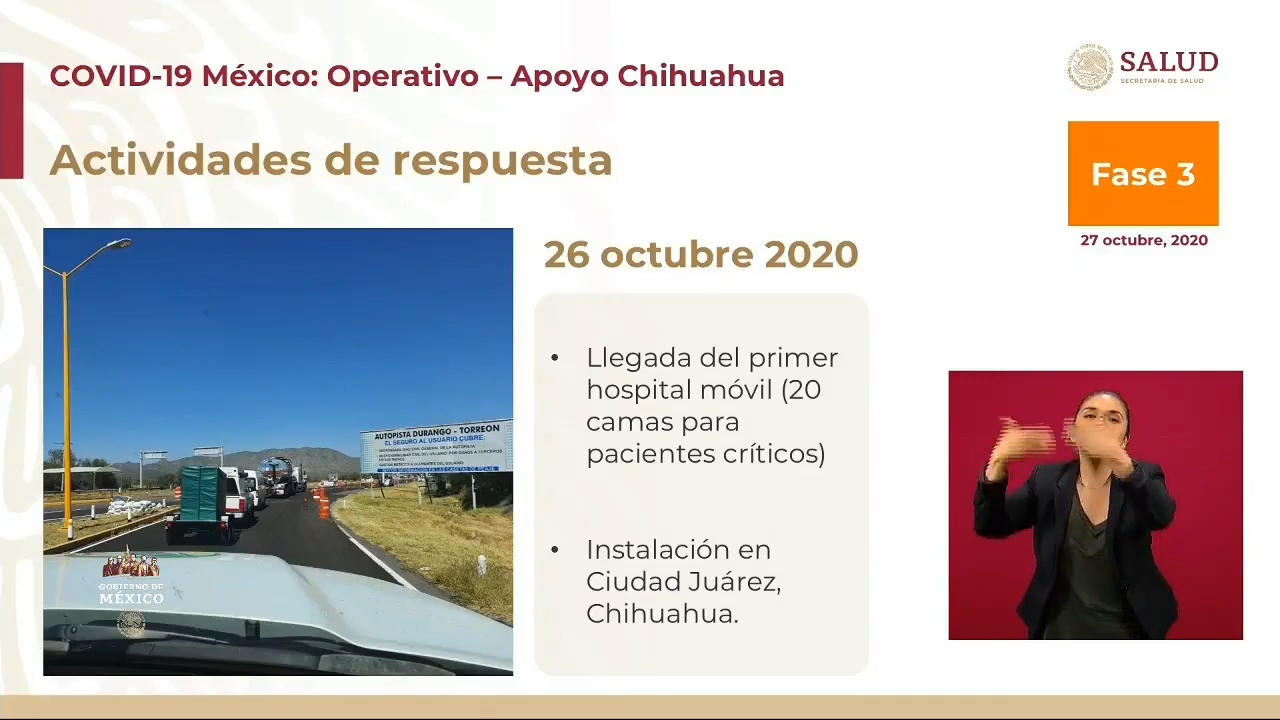 COVID-19 México: Operativo – Apoyo Chihuahua
SALUD
SECRETARÍA DE SALUD
Actividades de respuesta
Fase 3
27 octubre, 2020
26 octubre 2020
• Llegada del primer
hospital móvil (20
camas para
pacientes críticos)
• Instalación en
Ciudad Juárez,
Chihuahua.
AUTOPISTA DURANGO - TORREON
EL SEGURO AL USUARIO CUBRE:
GOBIERNO DE
MÉXICO